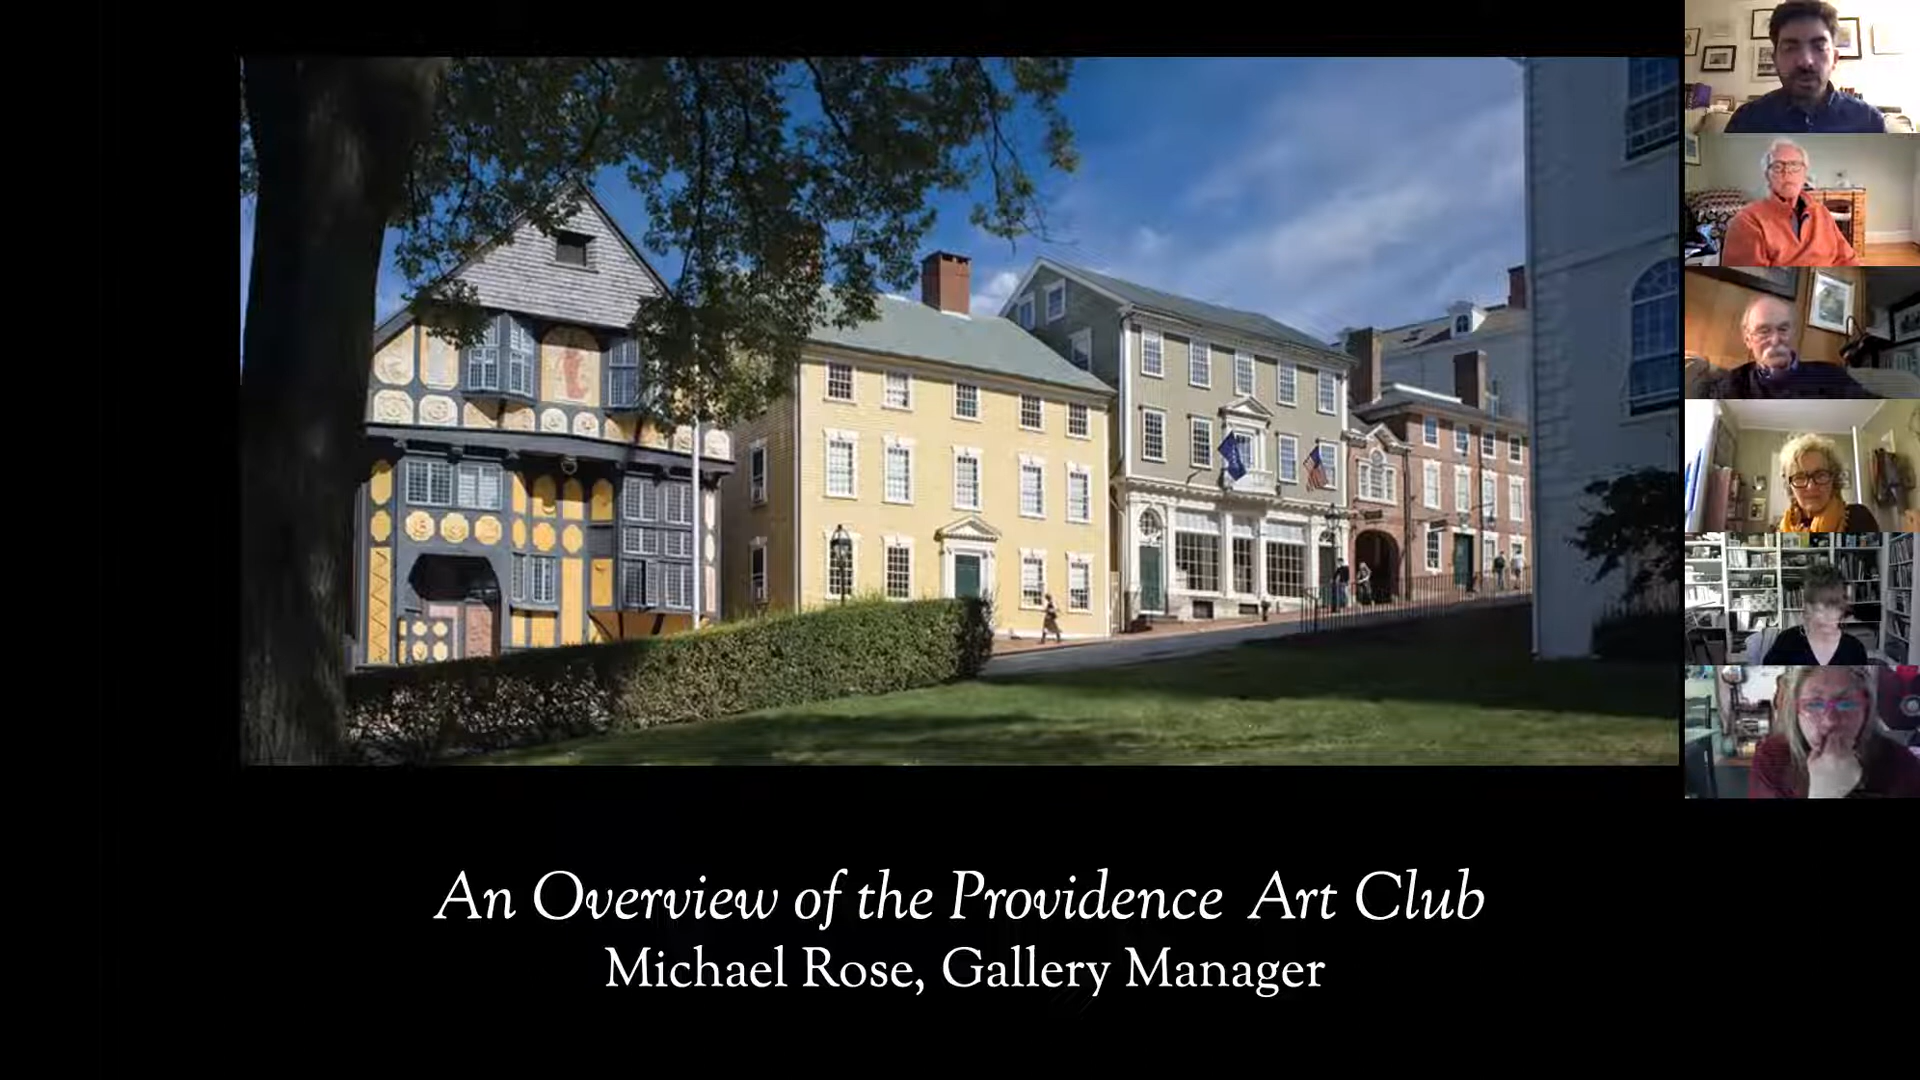 An Overview of the Providence Art Club
Michael Rose, Gallery Manager